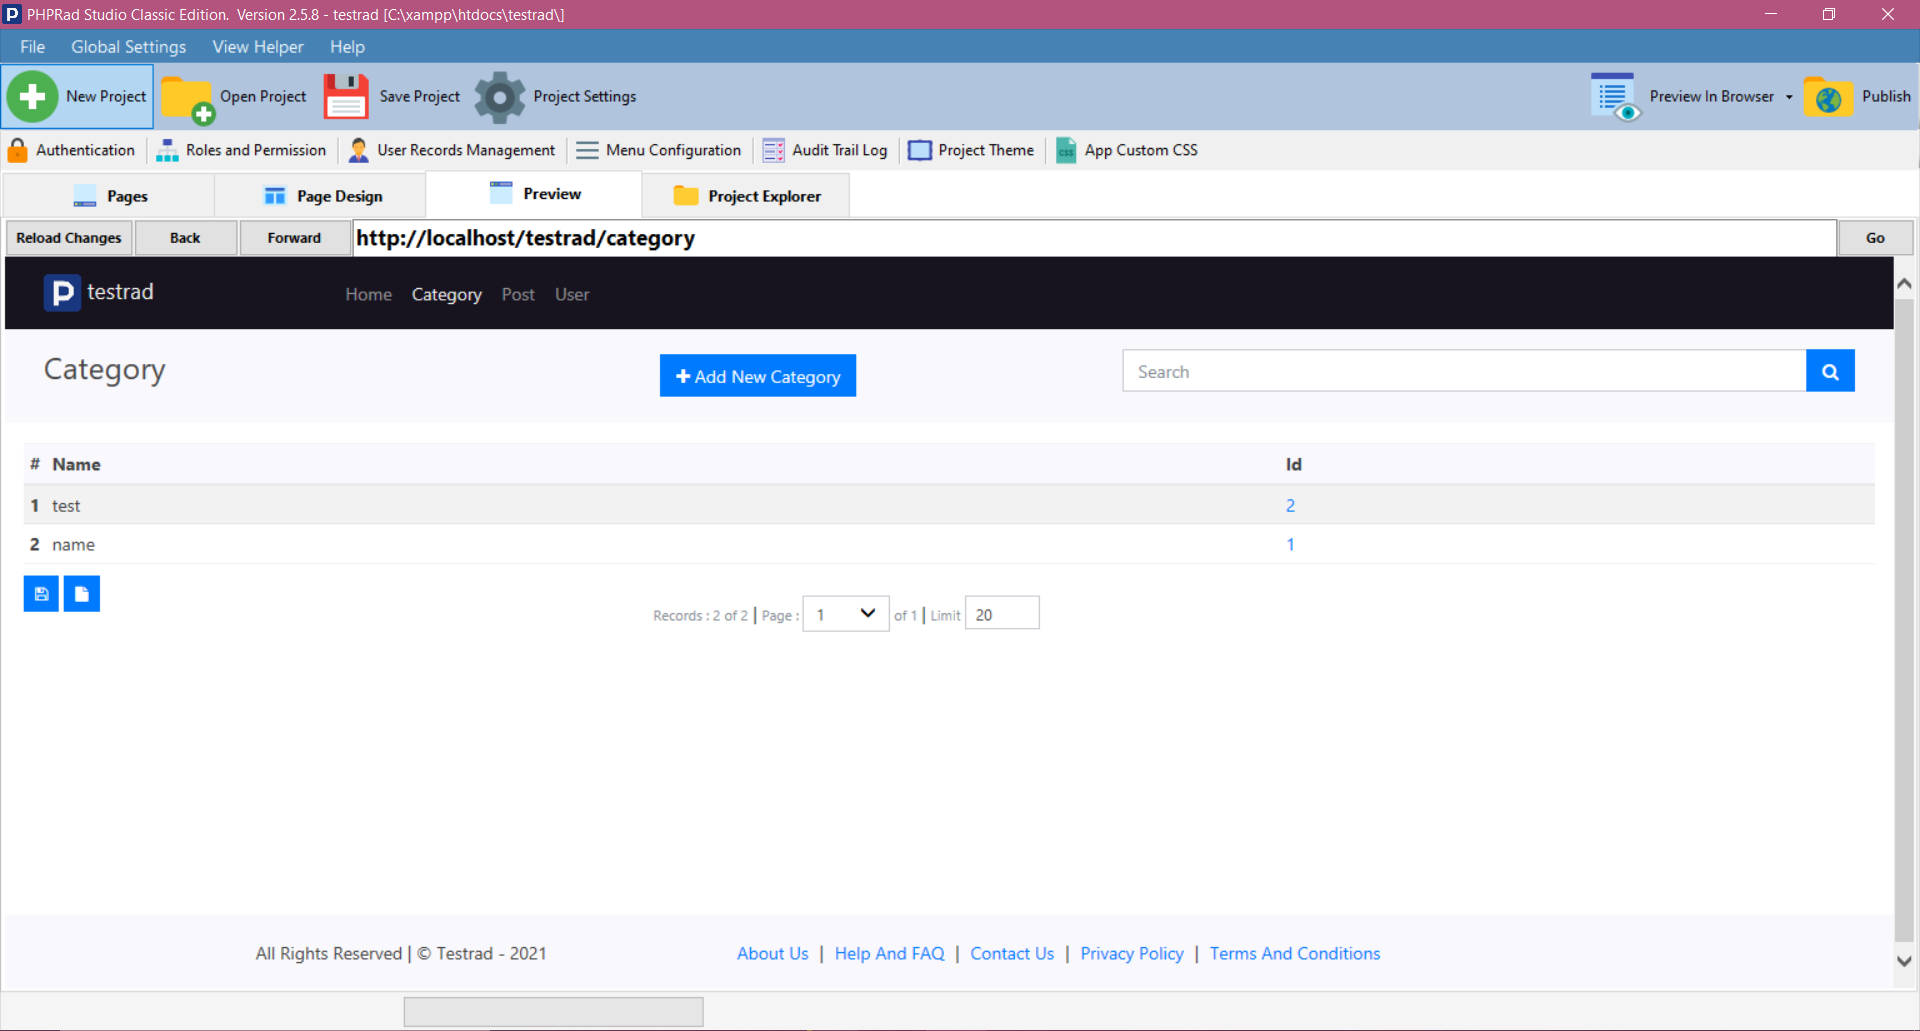 PHPRad Studio Classic Edition.  Version 2.5.8 - testrad [C:\xampp\htdocs\testrad\]
File Global Settings View Helper Help
New Project Open Project Save Project Project Settings Preview In Browser Publish
Authentication Roles and Permission User Records Management Menu Configuration Audit Trail Log Project Theme css App Custom CSS
Pages Page Design Preview Project Explorer
Reload Changes Back Forward http://localhost/testrad/category Go
testrad Home Category Post User
Category + Add New Category Search
# Name Id
1 test 2
2 name 1
Records : 2 of 2 | Page : 1 of 1 | Limit 20
All Rights Reserved | © Testrad - 2021 About Us | Help And FAQ | Contact Us | Privacy Policy | Terms And Conditions